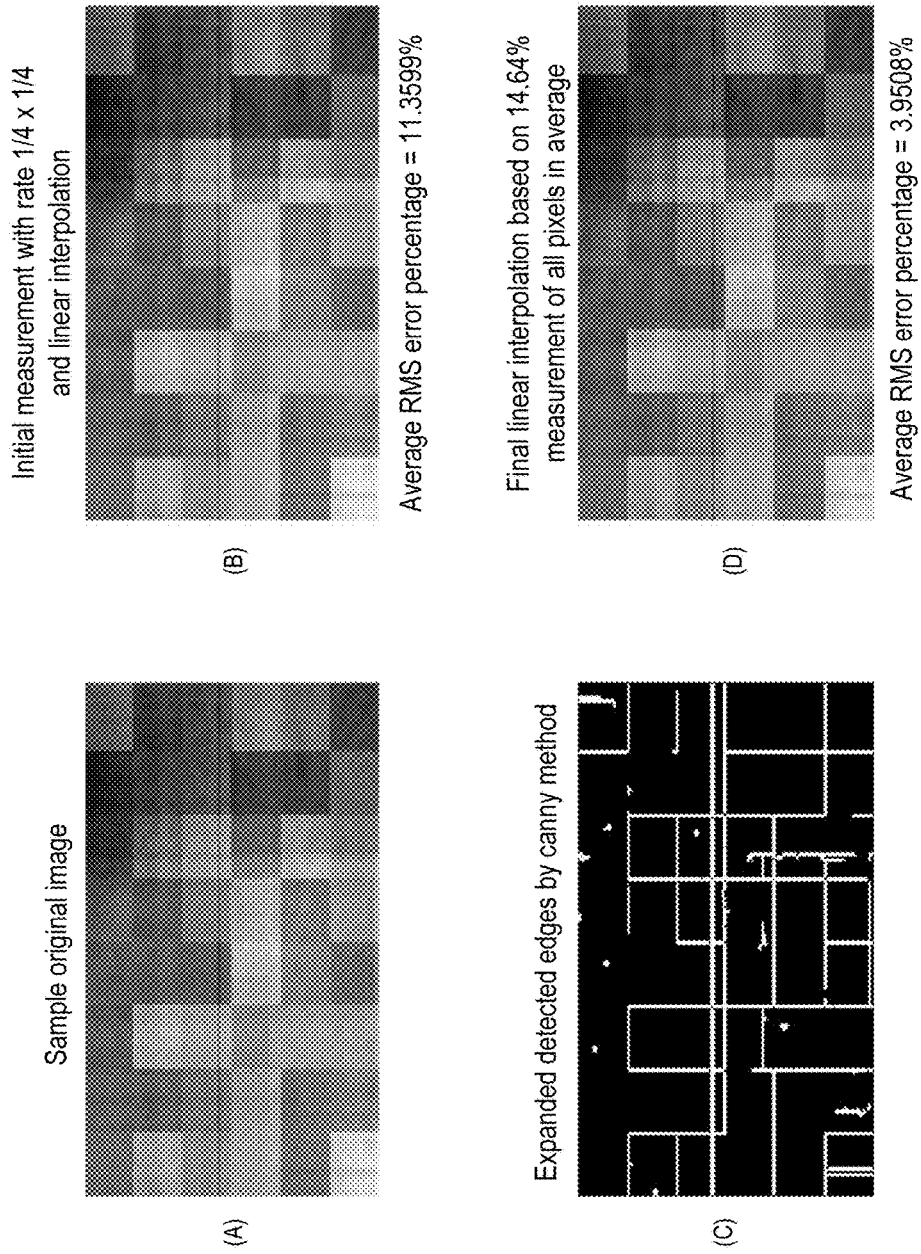 Sample original image
(A)
Initial measurement with rate 1/4 x 1/4
and linear interpolation
(B)
Average RMS error percentage = 11.3599%
Expanded detected edges by canny method
(C)
Final linear interpolation based on 14.64%
measurement of all pixels in average
(D)
Average RMS error percentage = 3.9508%